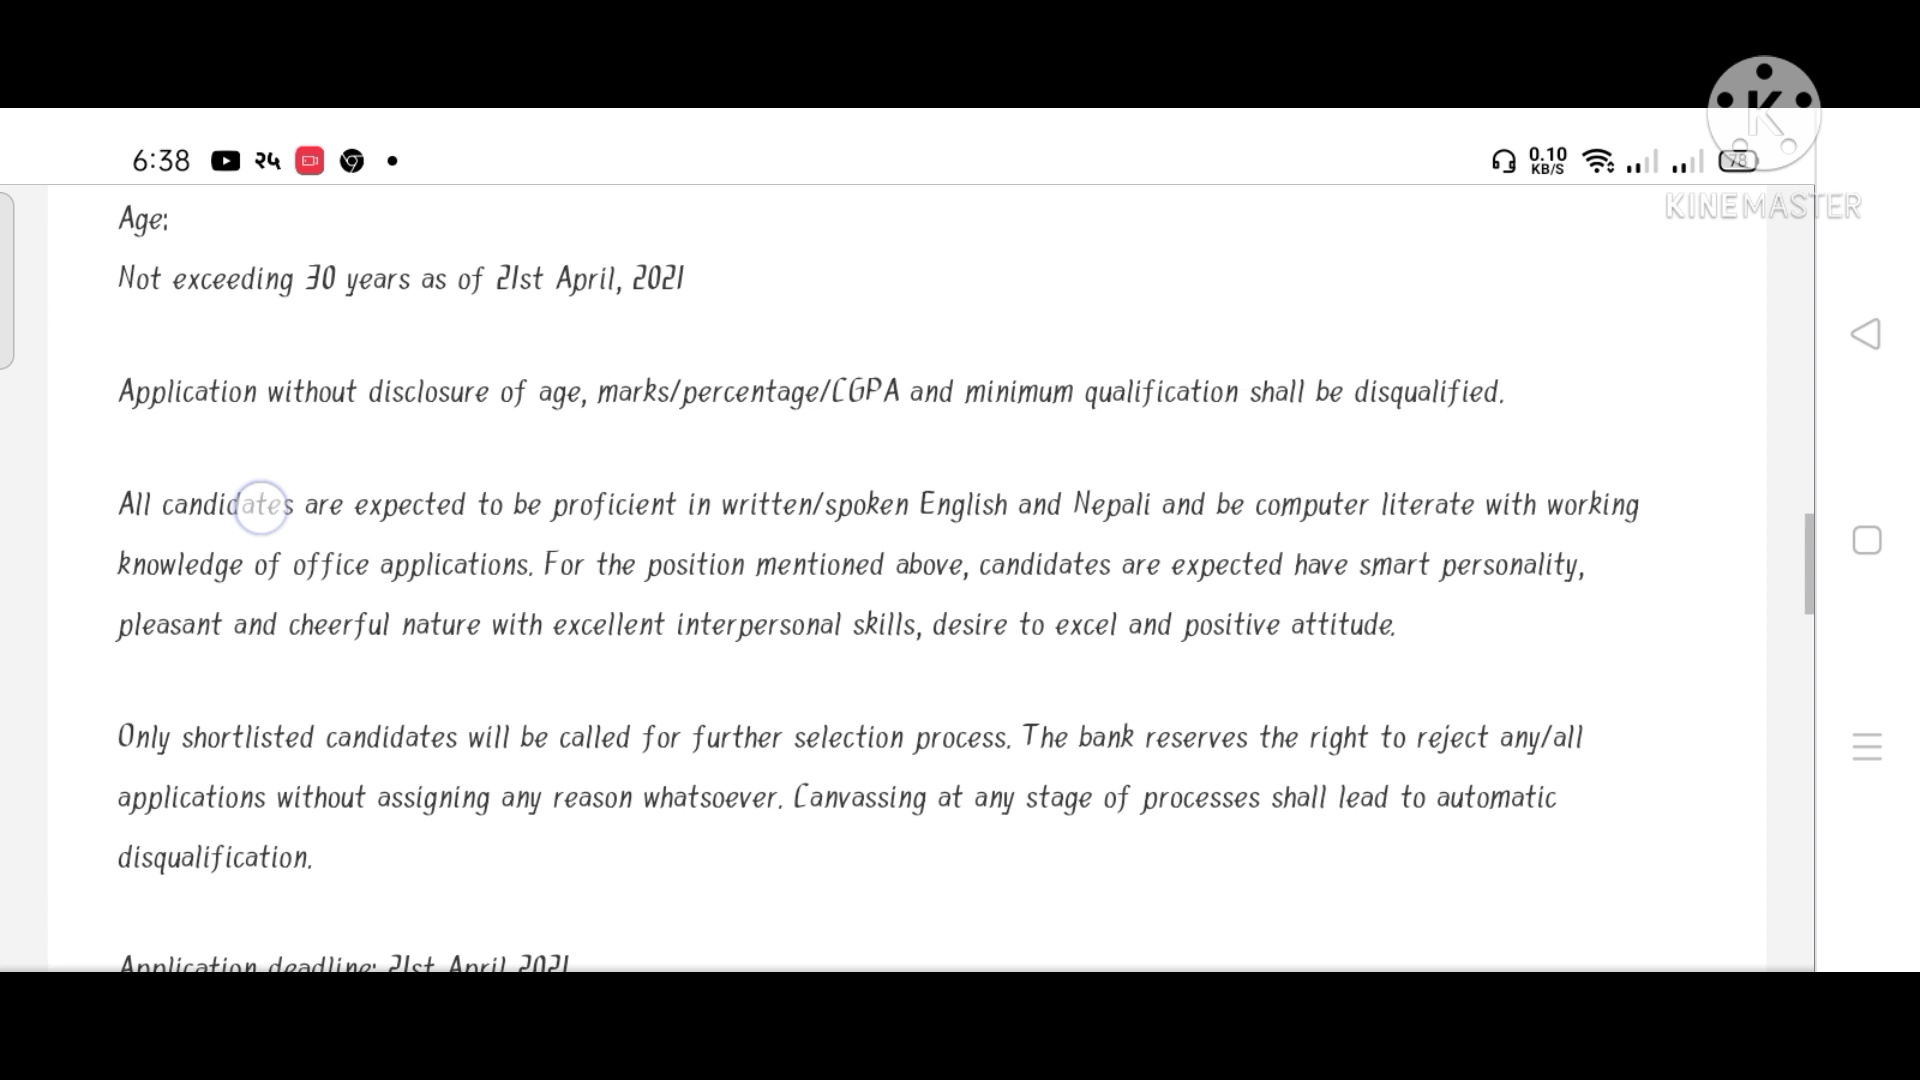 K
KINEMASTER
6:38 २५ 0.10 KB/S 78
Age:
Not exceeding 30 years as of 21st April, 2021
Application without disclosure of age, marks/percentage/CGPA and minimum qualification shall be disqualified.
All candidates are expected to be proficient in written/spoken English and Nepali and be computer literate with working
knowledge of office applications. For the position mentioned above, candidates are expected have smart personality,
pleasant and cheerful nature with excellent interpersonal skills, desire to excel and positive attitude.
Only shortlisted candidates will be called for further selection process. The bank reserves the right to reject any/all
applications without assigning any reason whatsoever. Canvassing at any stage of processes shall lead to automatic
disqualification.
Application deadline: 21st April 2021